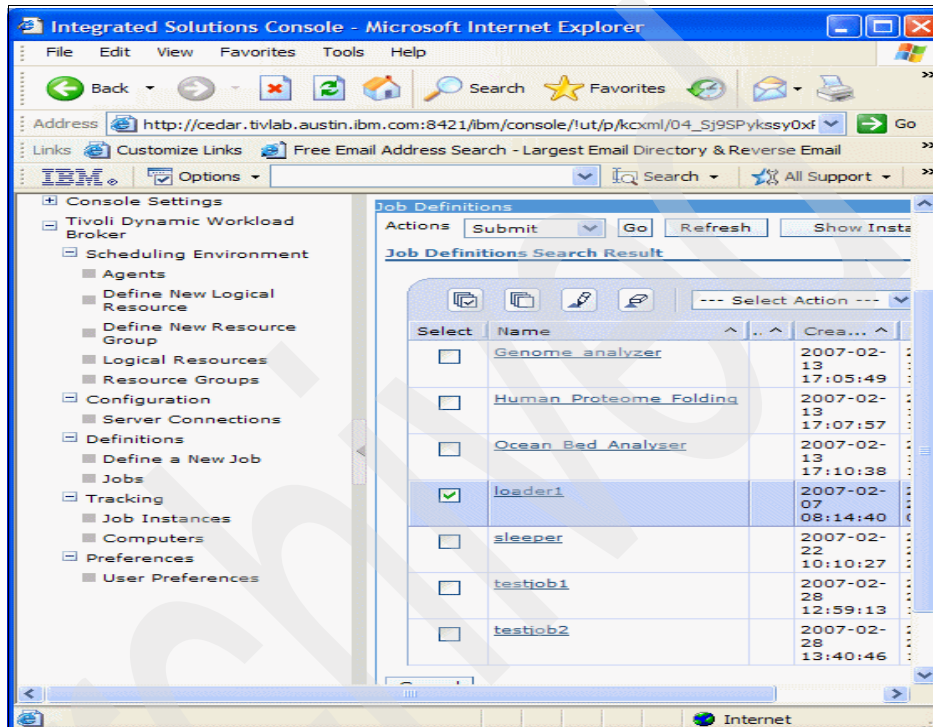 Integrated Solutions Console - Microsoft Internet Explorer
File Edit View Favorites Tools Help
Back Search Favorites
Address http://cedar.tivlab.austin.ibm.com:8421/ibm/console/!ut/p/kcxml/04_Sj9SPykssy0xF Go
Links Customize Links Free Email Address Search - Largest Email Directory & Reverse Email
IBM Options Search All Support
Console Settings
Tivoli Dynamic Workload
Broker
Scheduling Environment
Agents
Define New Logical
Resource
Define New Resource
Group
Logical Resources
Resource Groups
Configuration
Server Connections
Definitions
Define a New Job
Jobs
Tracking
Job Instances
Computers
Preferences
User Preferences
Job Definitions
Actions Submit Go Refresh Show Insta
Job Definitions Search Result
--- Select Action ---
Select Name .. Crea...
Genome analyzer 2007-02-
13
17:05:49
Human Proteome Folding 2007-02-
13
17:07:57
Ocean Bed Analyser 2007-02-
13
17:10:38
loader1 2007-02-
07
08:14:40
sleeper 2007-02-
22
10:10:27
testjob1 2007-02-
28
12:59:13
testjob2 2007-02-
28
13:40:46
Internet